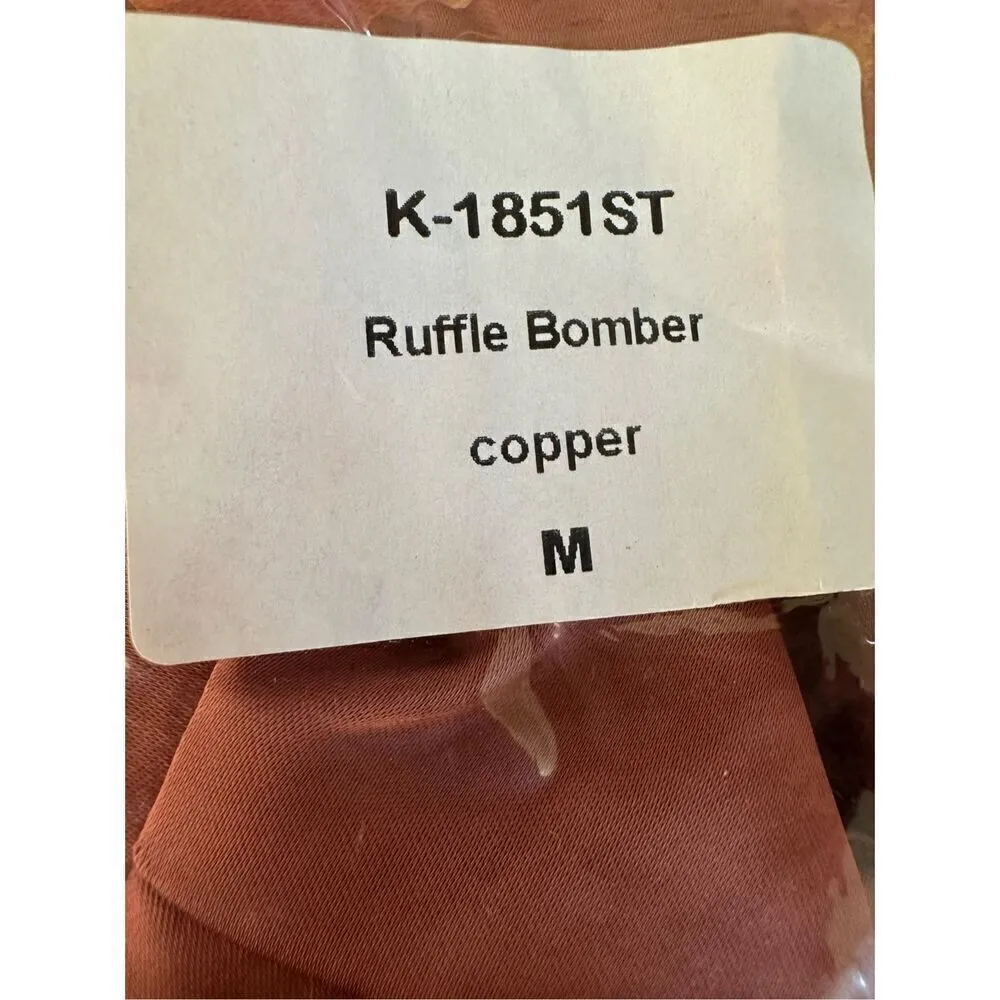 K-1851ST
Ruffle Bomber
copper
M